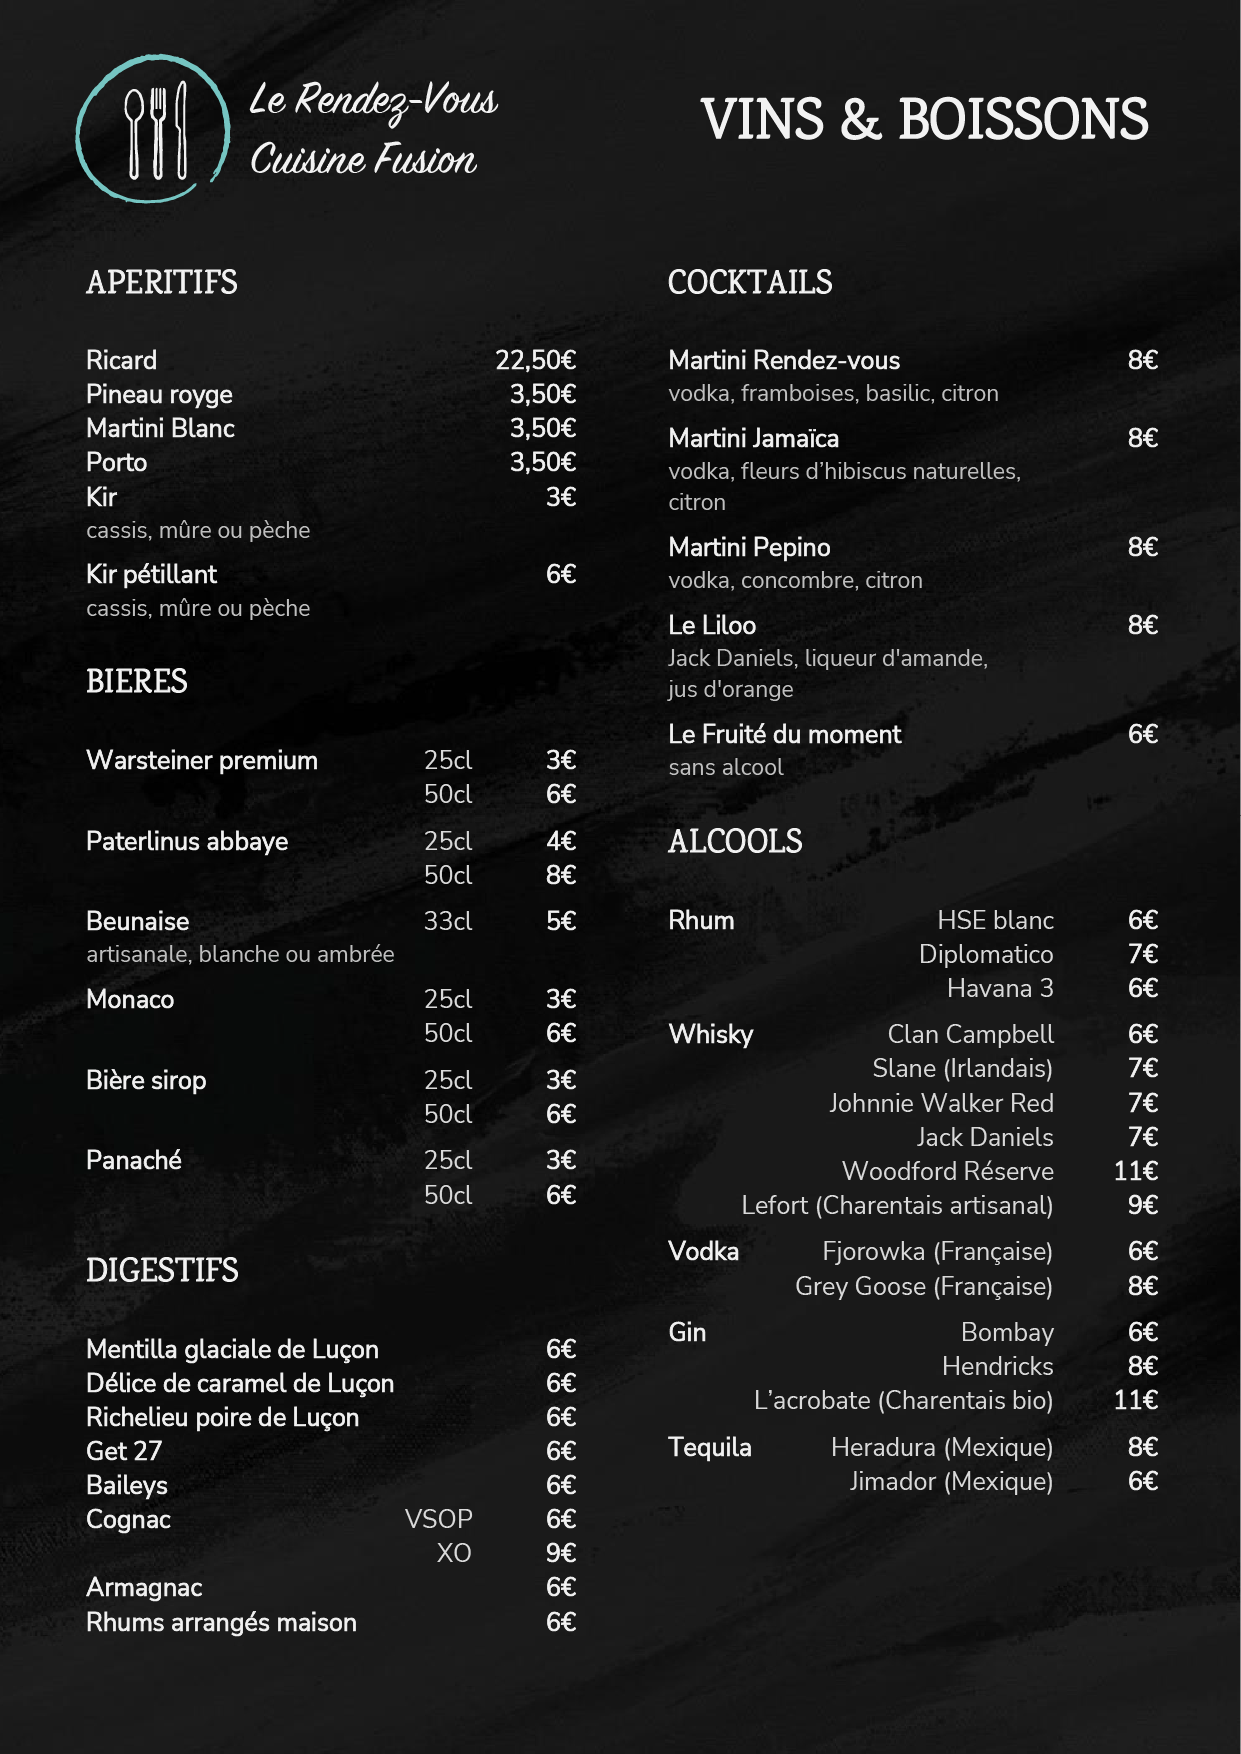 Le Rendez-Vous
Cuisine Fusion
VINS & BOISSONS
APERITIFS
Ricard 22,50€
Pineau royge 3,50€
Martini Blanc 3,50€
Porto 3,50€
Kir 3€
cassis, mûre ou pèche
Kir pétillant 6€
cassis, mûre ou pèche
BIERES
Warsteiner premium 25cl 3€
50cl 6€
Paterlinus abbaye 25cl 4€
50cl 8€
Beunaise 33cl 5€
artisanale, blanche ou ambrée
Monaco 25cl 3€
50cl 6€
Bière sirop 25cl 3€
50cl 6€
Panaché 25cl 3€
50cl 6€
DIGESTIFS
Mentilla glaciale de Luçon 6€
Délice de caramel de Luçon 6€
Richelieu poire de Luçon 6€
Get 27 6€
Baileys 6€
Cognac VSOP 6€
XO 9€
Armagnac 6€
Rhums arrangés maison 6€
COCKTAILS
Martini Rendez-vous 8€
vodka, framboises, basilic, citron
Martini Jamaïca 8€
vodka, fleurs d’hibiscus naturelles,
citron
Martini Pepino 8€
vodka, concombre, citron
Le Liloo 8€
Jack Daniels, liqueur d'amande,
jus d'orange
Le Fruité du moment 6€
sans alcool
ALCOOLS
Rhum HSE blanc 6€
Diplomatico 7€
Havana 3 6€
Whisky Clan Campbell 6€
Slane (Irlandais) 7€
Johnnie Walker Red 7€
Jack Daniels 7€
Woodford Réserve 11€
Lefort (Charentais artisanal) 9€
Vodka Fjorowka (Française) 6€
Grey Goose (Française) 8€
Gin Bombay 6€
Hendricks 8€
L’acrobate (Charentais bio) 11€
Tequila Heradura (Mexique) 8€
Jimador (Mexique) 6€